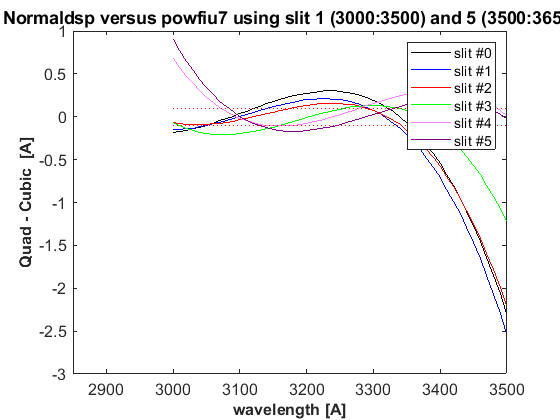 Normaldsp versus powfiu7 using slit 1 (3000:3500) and 5 (3500:365
1
0.5
0
-0.5
-1
-1.5
-2
-2.5
-3
Quad - Cubic [A]
slit #0
slit #1
slit #2
slit #3
slit #4
slit #5
2900 3000 3100 3200 3300 3400 3500
wavelength [A]